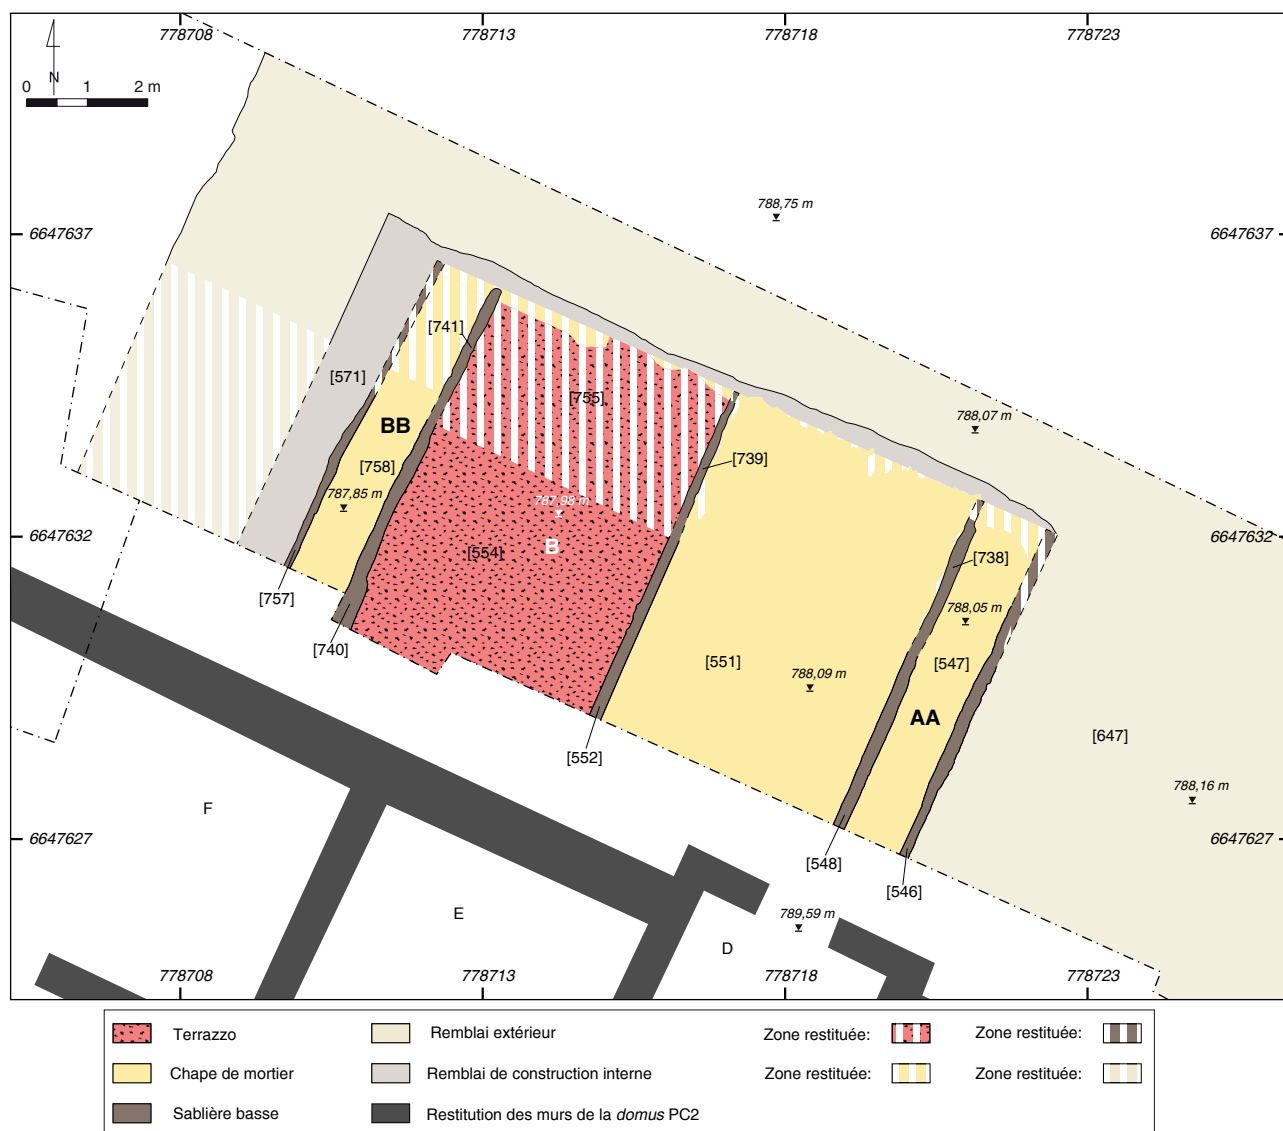 778708 778713 778718 778723
N
0 1 2 m
788,75 m
6647637 6647637
[741]
[571]
[755]
788,07 m
BB
[758]
[739]
787,85 m
787,98 m
6647632 6647632
[554] B
[738]
[757]
788,05 m
[740]
[551]
[547]
788,09 m
AA
[552]
[647]
788,16 m
F
6647627 6647627
[548]
[546]
E
789,59 m
D
778708 778713 778718 778723
Terrazzo
Remblai extérieur
Zone restituée:
Zone restituée:
Chape de mortier
Remblai de construction interne
Zone restituée:
Zone restituée:
Sablière basse
Restitution des murs de la domus PC2